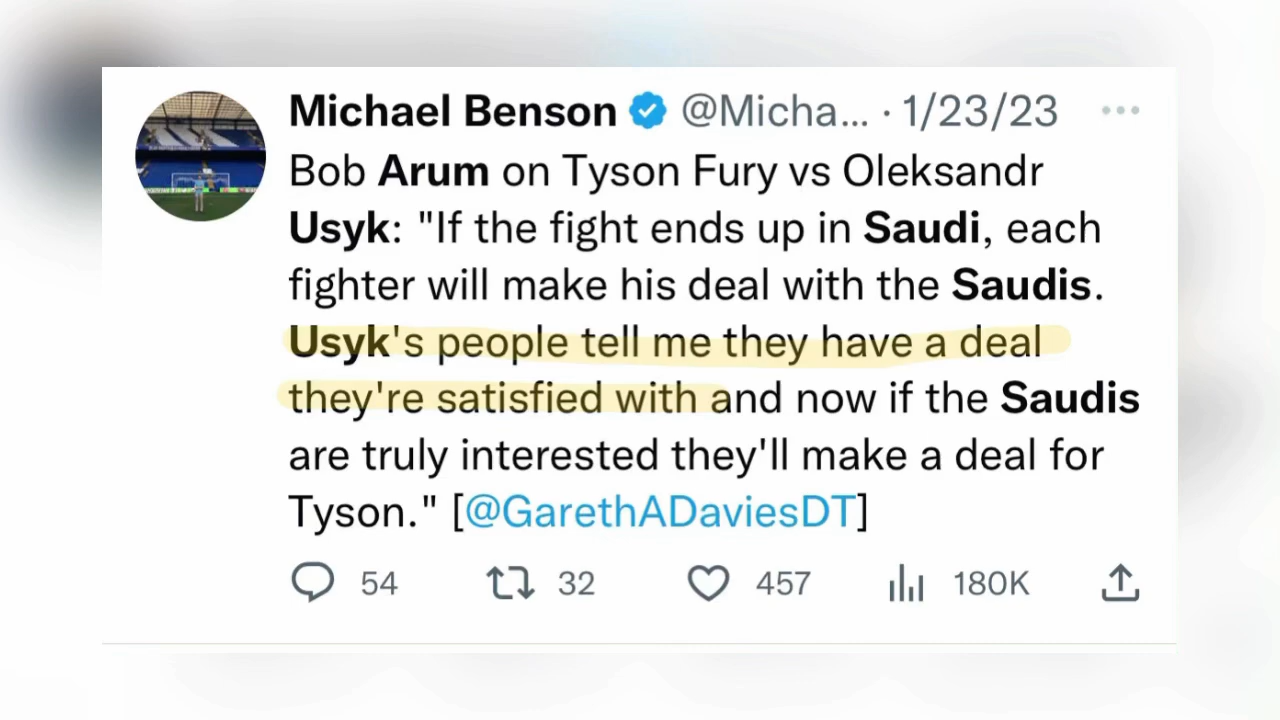 Michael Benson @Micha... · 1/23/23
Bob Arum on Tyson Fury vs Oleksandr
Usyk: "If the fight ends up in Saudi, each
fighter will make his deal with the Saudis.
Usyk's people tell me they have a deal
they're satisfied with and now if the Saudis
are truly interested they'll make a deal for
Tyson." [@GarethADaviesDT]
54 32 457 180K